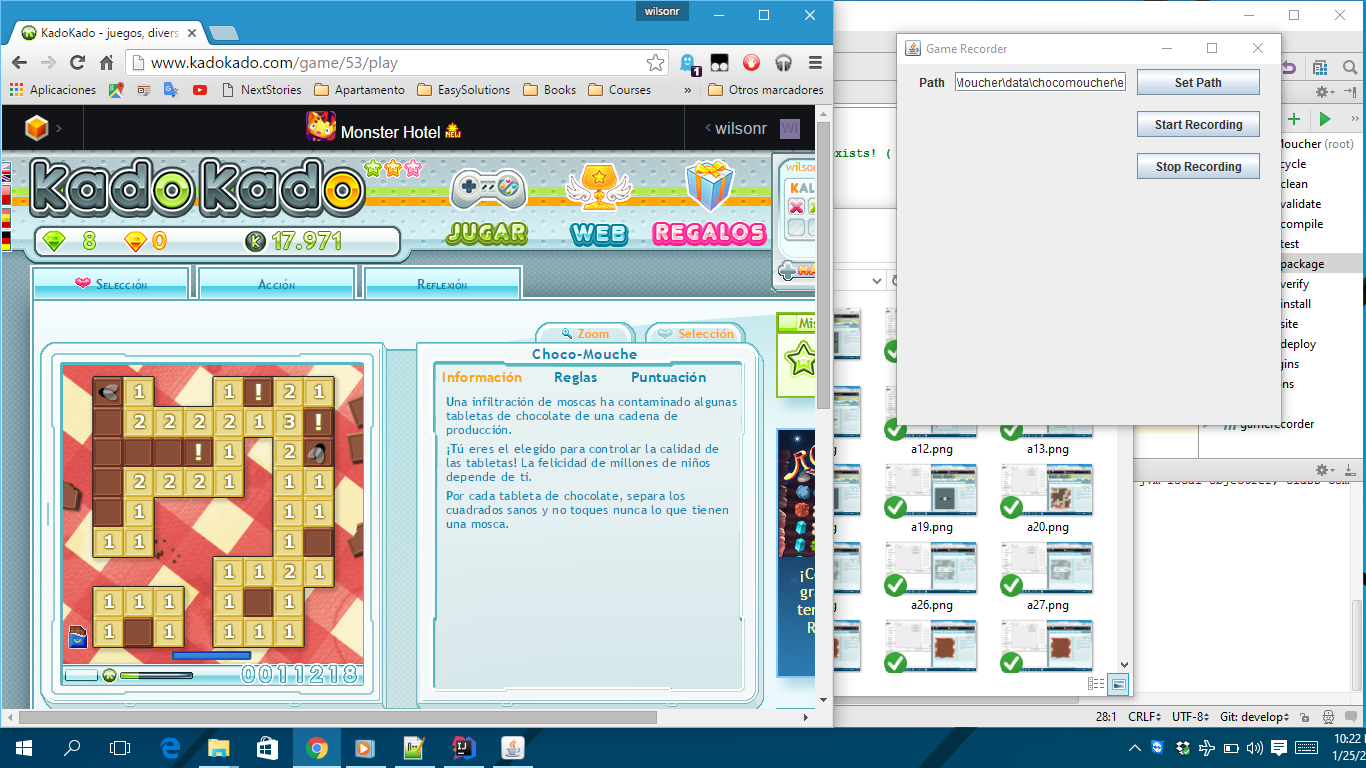 wilsonr
KadoKado - juegos, divers
www.kadokado.com/game/53/play
1
Aplicaciones
NextStories
Apartamento
EasySolutions
Books
Courses
»
Otros marcadores
Monster Hotel NEW
wilsonr
WI
KadoKado
JUGAR
WEB
REGALOS
wilson
KAL
8
0
K
17.971
MA
Selección
Acción
Reflexión
Zoom
Selección
Mis
Choco-Mouche
Información
Reglas
Puntuación
Una infiltración de moscas ha contaminado algunas
tabletas de chocolate de una cadena de
producción.
¡Tú eres el elegido para controlar la calidad de
las tabletas! La felicidad de millones de niños
depende de ti.
Por cada tableta de chocolate, separa los
cuadrados sanos y no toques nunca lo que tienen
una mosca.
1 1 ! 2 1
2 2 2 2 1 3 !
! 1 2
2 2 2 1 1 1
1 1 1
1 1 1
1 1 2 1
1 1 1 1 1
1 1 1 1 1
K
0011218
¡Co
gra
ter
R
Game Recorder
Path
Moucher\data\chocomoucher\e
Set Path
Start Recording
Stop Recording
xists! (
Moucher (root)
cycle
clean
validate
compile
test
package
verify
install
site
deploy
gins
ns
gamerecorder
a12.png
a13.png
a19.png
a20.png
a26.png
a27.png
28:1
CRLF
UTF-8
Git: develop
10:22
1/25/2